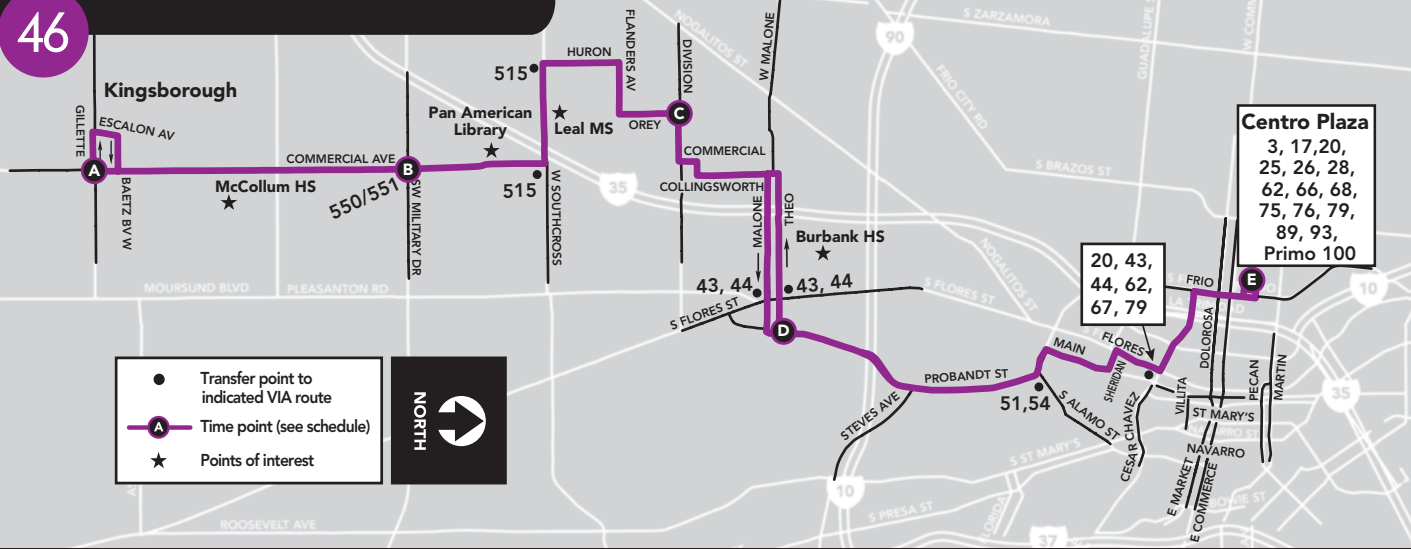 46
Kingsborough
GILLETTE
ESCALON AV
A
BAETZ BV W
COMMERCIAL AVE
McCollum HS
B
550/551
SW MILITARY DR
Pan American
Library
515
515
HURON
Leal MS
W SOUTHCROSS
FLANDERS AV
OREY
DIVISION
C
COMMERCIAL
COLLINGSWORTH
W MALONE
MALONE
THEO
Burbank HS
43, 44
43, 44
S FLORES ST
D
PROBANDT ST
STEVES AVE
51,54
S ALAMO ST
MAIN
SHERIDAN
FLORES
20, 43,
44, 62,
67, 79
CESAR CHAVEZ
VILLITA
DOLOROSA
FRIO
E
Centro Plaza
3, 17,20,
25, 26, 28,
62, 66, 68,
75, 76, 79,
89, 93,
Primo 100
PECAN
MARTIN
ST MARY'S
NAVARRO
E MARKET
E COMMERCE
NOGALITOS ST
S ZARZAMORA
90
FRIO CITY RD
GUADALUPE S
W COMM
S BRAZOS ST
35
NOGALITOS ST
S FLORES ST
MOURSUND BLVD
PLEASANTON RD
10
35
NAVARRO ST
S ST MARY'S
10
S PRESA ST
FLORIDA
37
BOWIE ST
ROOSEVELT AVE
Transfer point to
indicated VIA route
A
Time point (see schedule)
Points of interest
NORTH